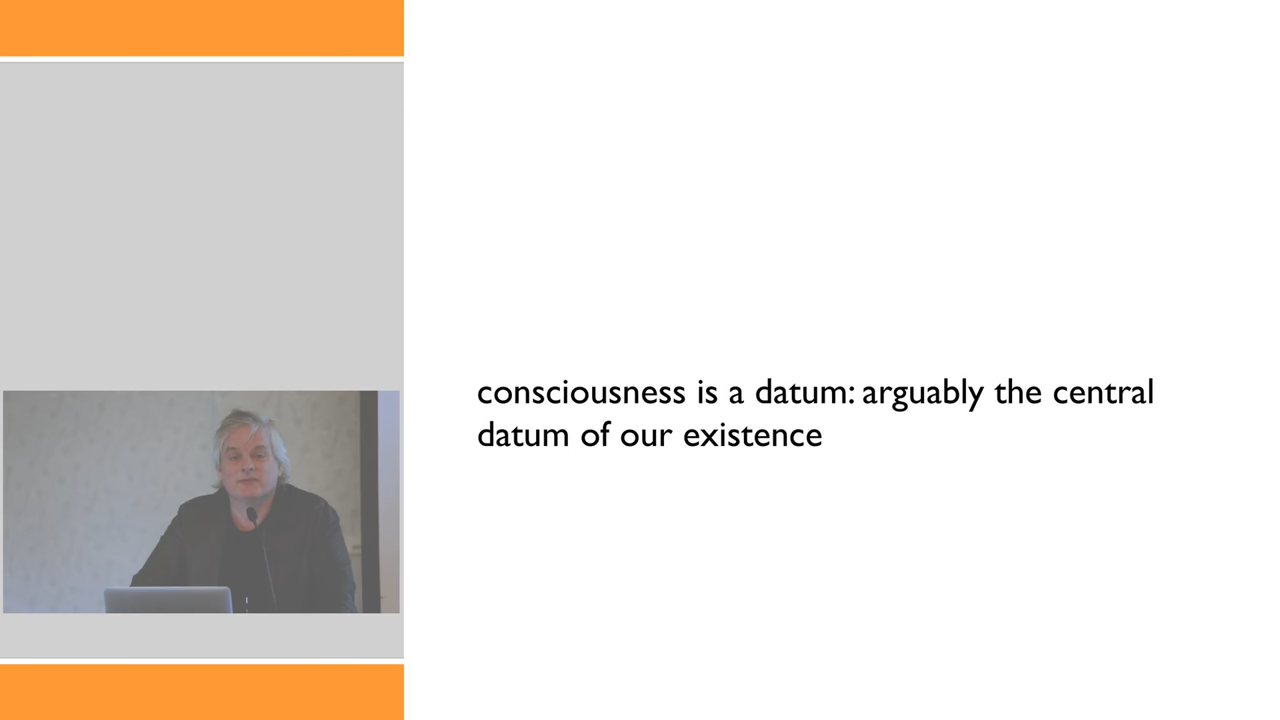 consciousness is a datum: arguably the central
datum of our existence